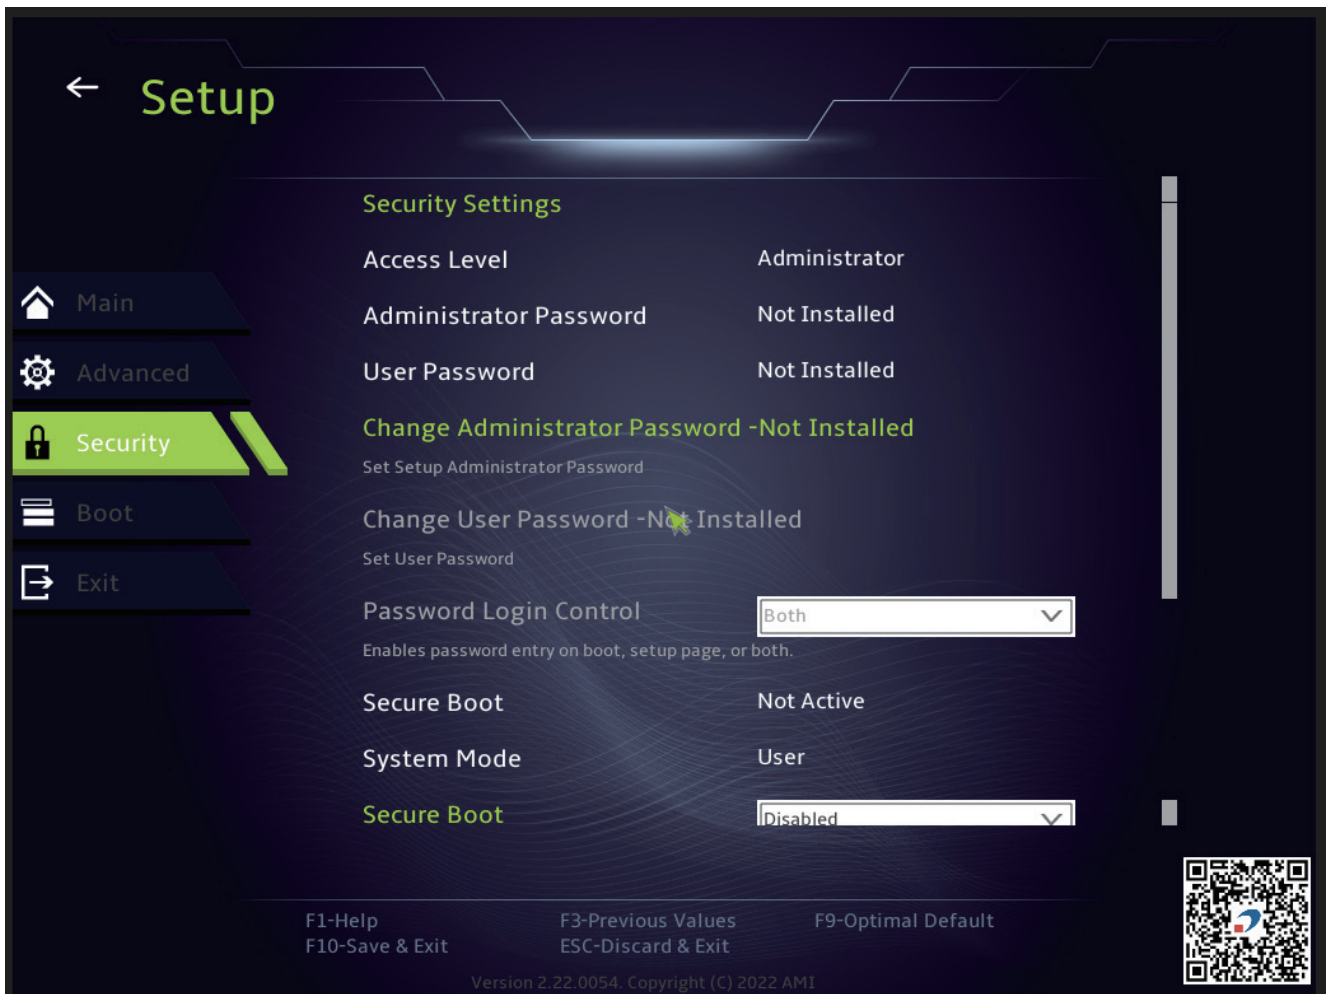 Setup
Main
Advanced
Security
Boot
Exit
Security Settings
Access Level Administrator
Administrator Password Not Installed
User Password Not Installed
Change Administrator Password -Not Installed
Set Setup Administrator Password
Change User Password -Not Installed
Set User Password
Password Login Control Both
Enables password entry on boot, setup page, or both.
Secure Boot Not Active
System Mode User
Secure Boot Disabled
F1-Help F3-Previous Values F9-Optimal Default
F10-Save & Exit ESC-Discard & Exit
Version 2.22.0054. Copyright (C) 2022 AMI